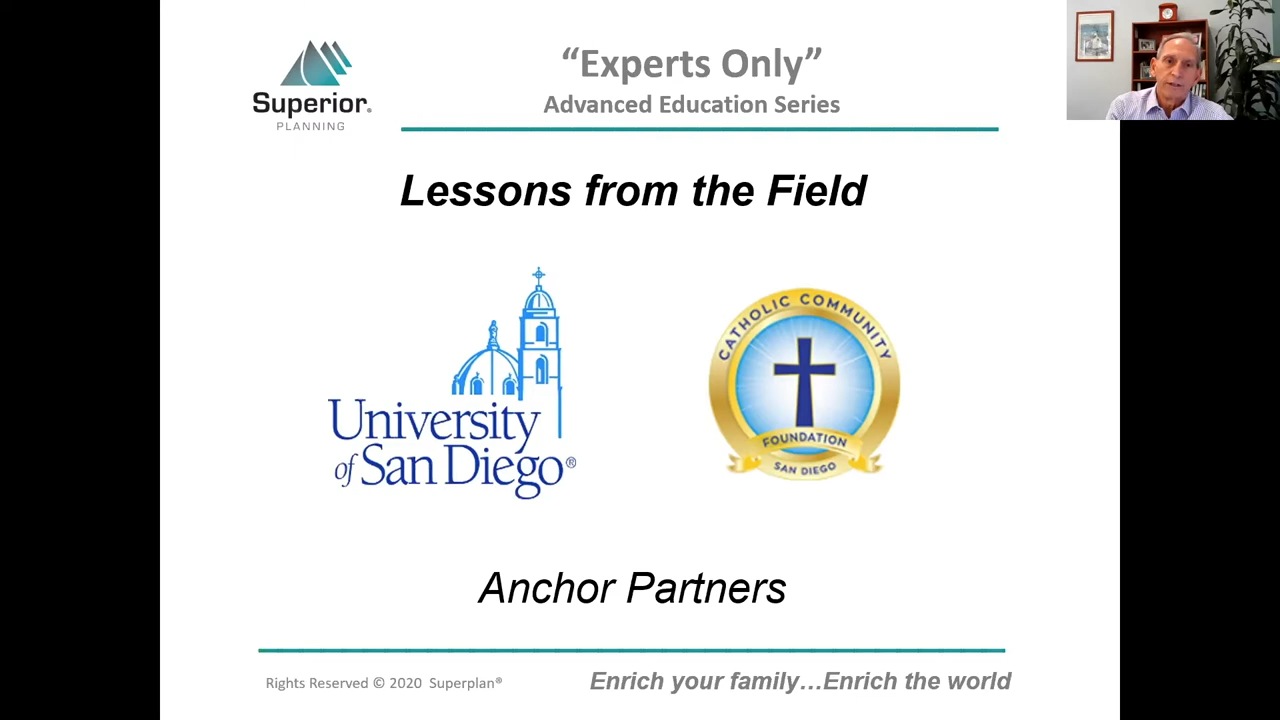 Superior®
PLANNING
“Experts Only”
Advanced Education Series
Lessons from the Field
University
of San Diego®
CATHOLIC COMMUNITY
FOUNDATION
SAN DIEGO
Anchor Partners
Rights Reserved © 2020 Superplan®
Enrich your family…Enrich the world